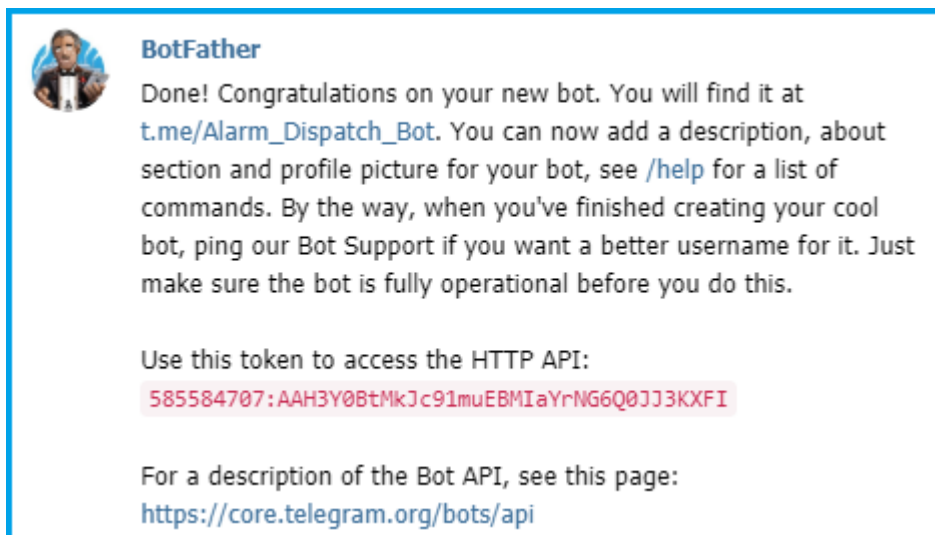 BotFather
Done! Congratulations on your new bot. You will find it at
t.me/Alarm_Dispatch_Bot. You can now add a description, about
section and profile picture for your bot, see /help for a list of
commands. By the way, when you've finished creating your cool
bot, ping our Bot Support if you want a better username for it. Just
make sure the bot is fully operational before you do this.
Use this token to access the HTTP API:
585584707:AAH3Y0BtMkJc91muEBMIaYrNG6Q0JJ3KXFI
For a description of the Bot API, see this page:
https://core.telegram.org/bots/api